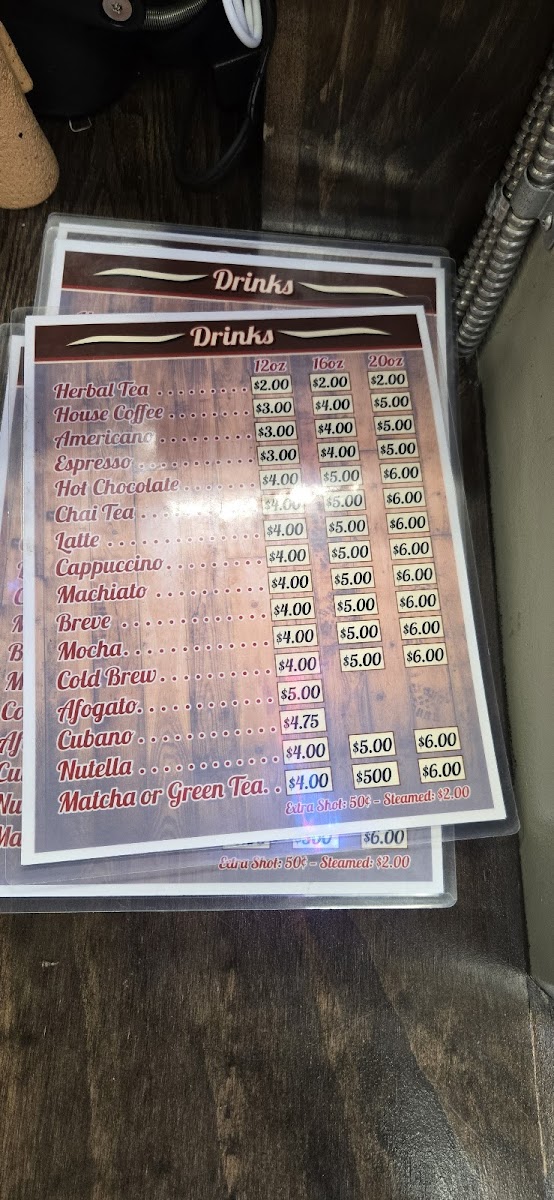 Drinks
Drinks
12oz 16oz 20oz
Herbal Tea . . . . . . . . . $2.00 $2.00 $2.00
House Coffee . . . . . . . . $3.00 $4.00 $5.00
Americano . . . . . . . . . $3.00 $4.00 $5.00
Espresso . . . . . . . . . . $3.00 $4.00 $5.00
Hot Chocolate . . . . . . . $4.00 $5.00 $6.00
Chai Tea . . . . . . . . . . $4.00 $5.00 $6.00
Latte . . . . . . . . . . . . $4.00 $5.00 $6.00
Cappuccino . . . . . . . . . $4.00 $5.00 $6.00
Machiato . . . . . . . . . . $4.00 $5.00 $6.00
Breve . . . . . . . . . . . . $4.00 $5.00 $6.00
Mocha. . . . . . . . . . . . $4.00 $5.00 $6.00
Cold Brew . . . . . . . . . . $4.00 $5.00 $6.00
Afogato. . . . . . . . . . . $5.00
Cubano . . . . . . . . . . . $4.75
Nutella . . . . . . . . . . . $4.00 $5.00 $6.00
Matcha or Green Tea. . $4.00 $500 $6.00
Extra Shot: 50¢ – Steamed: $2.00
$6.00
Extra Shot: 50¢ – Steamed: $2.00